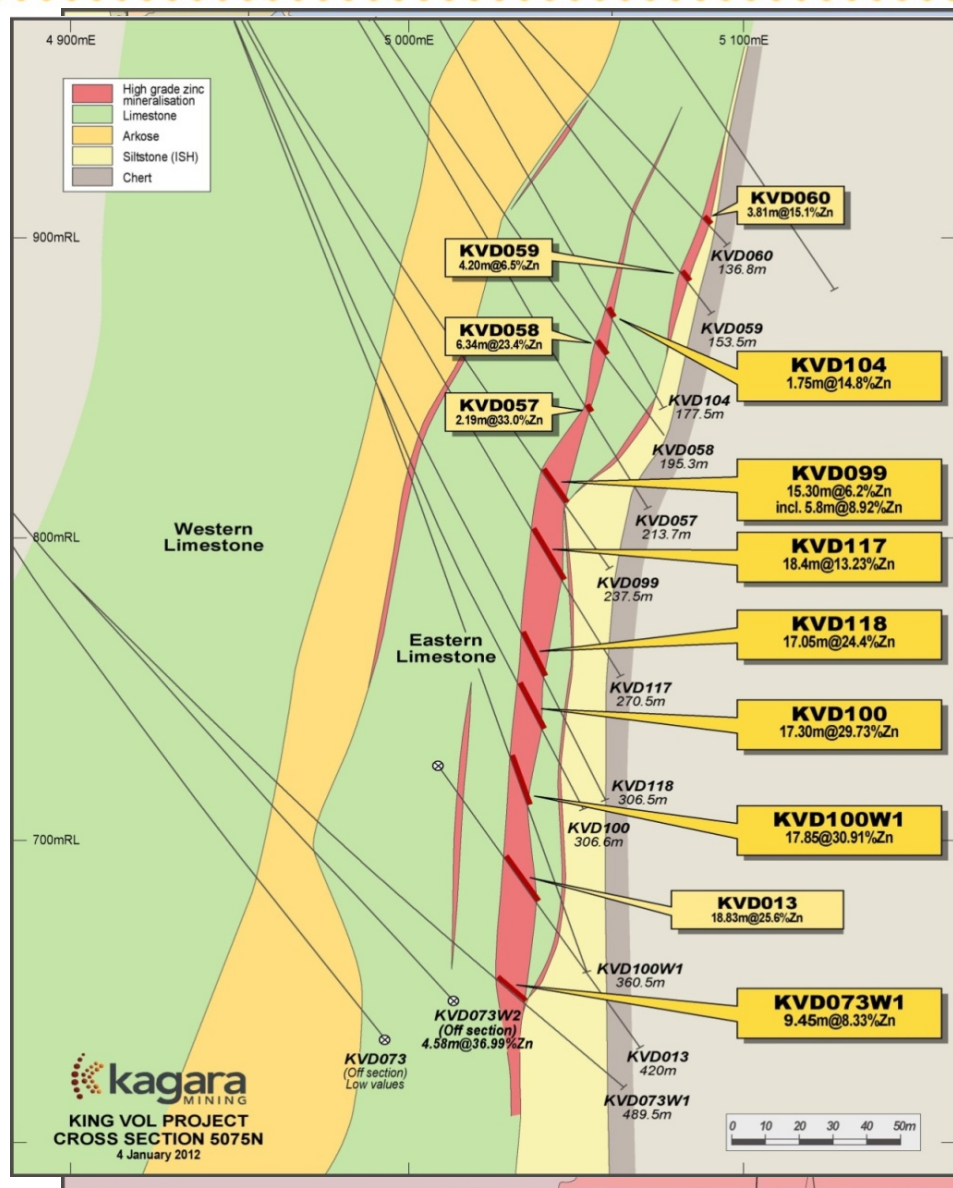 4 900mE
5 000mE
5 100mE
High grade zinc
mineralisation
Limestone
Arkose
Siltstone (ISH)
Chert
900mRL
800mRL
700mRL
KVD060
3.81m@15.1%Zn
KVD059
4.20m@6.5%Zn
KVD060
136.8m
KVD059
153.5m
KVD058
6.34m@23.4%Zn
KVD104
1.75m@14.8%Zn
KVD057
2.19m@33.0%Zn
KVD104
177.5m
KVD058
195.3m
KVD099
15.30m@6.2%Zn
incl. 5.8m@8.92%Zn
KVD057
213.7m
Western
Limestone
KVD117
18.4m@13.23%Zn
KVD099
237.5m
KVD118
17.05m@24.4%Zn
Eastern
Limestone
KVD117
270.5m
KVD100
17.30m@29.73%Zn
KVD118
306.5m
KVD100
306.6m
KVD100W1
17.85@30.91%Zn
KVD013
18.83m@25.6%Zn
KVD100W1
360.5m
KVD073W1
9.45m@8.33%Zn
KVD073W2
(Off section)
4.58m@36.99%Zn
KVD073
(Off section)
Low values
KVD013
420m
KVD073W1
489.5m
kagara
MINING
KING VOL PROJECT
CROSS SECTION 5075N
4 January 2012
0 10 20 30 40 50m